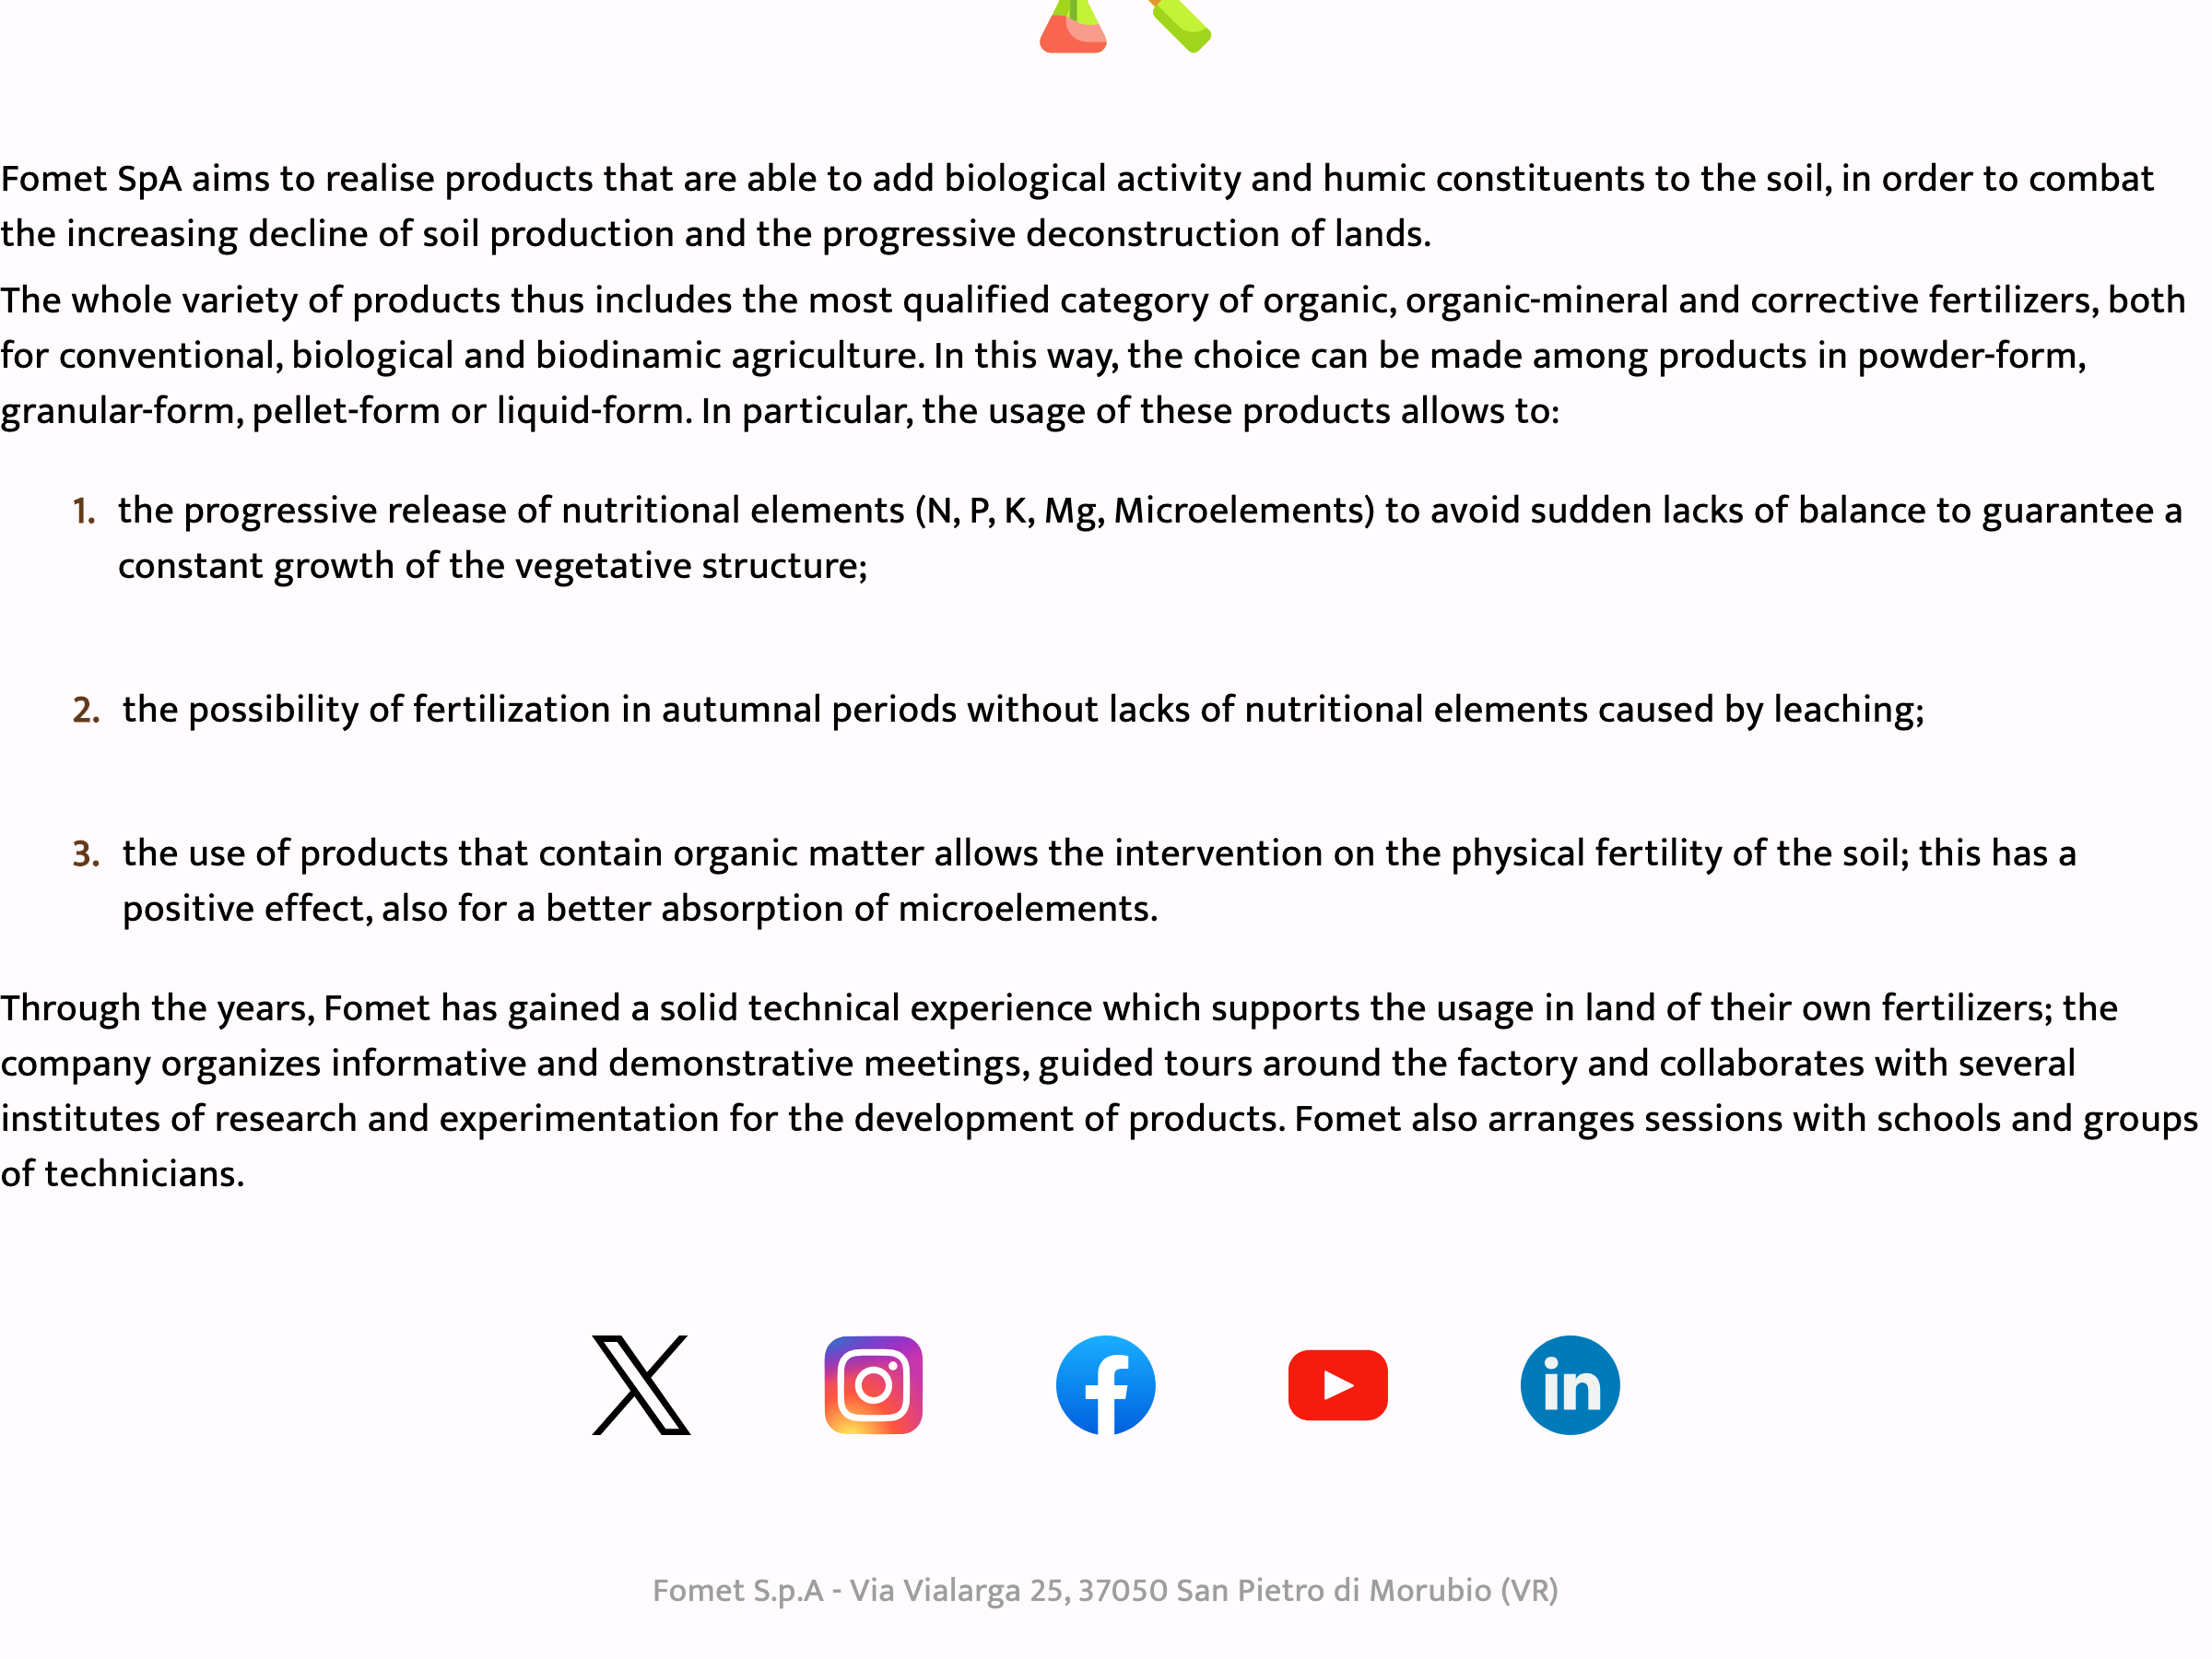 Fomet SpA aims to realise products that are able to add biological activity and humic constituents to the soil, in order to combat
the increasing decline of soil production and the progressive deconstruction of lands.
The whole variety of products thus includes the most qualified category of organic, organic-mineral and corrective fertilizers, both
for conventional, biological and biodinamic agriculture. In this way, the choice can be made among products in powder-form,
granular-form, pellet-form or liquid-form. In particular, the usage of these products allows to:
1. the progressive release of nutritional elements (N, P, K, Mg, Microelements) to avoid sudden lacks of balance to guarantee a
constant growth of the vegetative structure;
2. the possibility of fertilization in autumnal periods without lacks of nutritional elements caused by leaching;
3. the use of products that contain organic matter allows the intervention on the physical fertility of the soil; this has a
positive effect, also for a better absorption of microelements.
Through the years, Fomet has gained a solid technical experience which supports the usage in land of their own fertilizers; the
company organizes informative and demonstrative meetings, guided tours around the factory and collaborates with several
institutes of research and experimentation for the development of products. Fomet also arranges sessions with schools and groups
of technicians.
in
Fomet S.p.A - Via Vialarga 25, 37050 San Pietro di Morubio (VR)